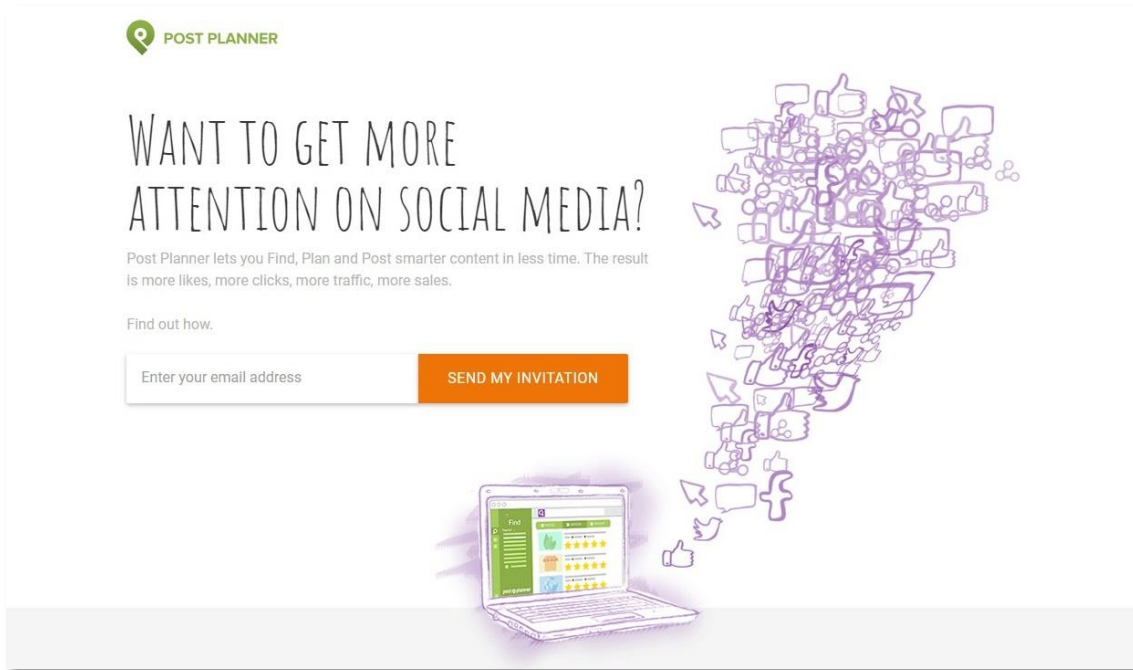 POST PLANNER
WANT TO GET MORE
ATTENTION ON SOCIAL MEDIA?
Post Planner lets you Find, Plan and Post smarter content in less time. The result
is more likes, more clicks, more traffic, more sales.
Find out how.
Enter your email address
SEND MY INVITATION
Find
post planner